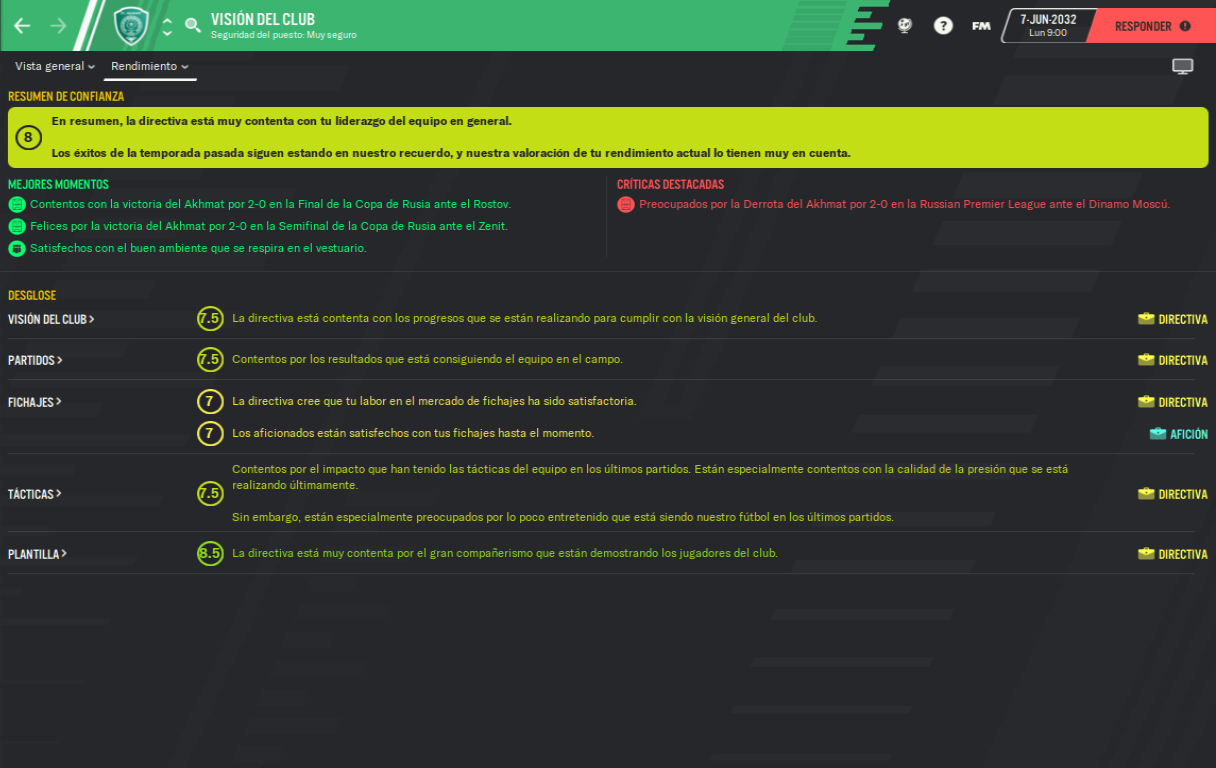 VISIÓN DEL CLUB
Seguridad del puesto: Muy seguro
?
FM
7-JUN-2032
Lun 9:00
RESPONDER
Vista general
Rendimiento
RESUMEN DE CONFIANZA
8
En resumen, la directiva está muy contenta con tu liderazgo del equipo en general.
Los éxitos de la temporada pasada siguen estando en nuestro recuerdo, y nuestra valoración de tu rendimiento actual lo tienen muy en cuenta.
MEJORES MOMENTOS
Contentos con la victoria del Akhmat por 2-0 en la Final de la Copa de Rusia ante el Rostov.
Felices por la victoria del Akhmat por 2-0 en la Semifinal de la Copa de Rusia ante el Zenit.
Satisfechos con el buen ambiente que se respira en el vestuario.
CRÍTICAS DESTACADAS
Preocupados por la Derrota del Akhmat por 2-0 en la Russian Premier League ante el Dinamo Moscú.
DESGLOSE
VISIÓN DEL CLUB
7.5
La directiva está contenta con los progresos que se están realizando para cumplir con la visión general del club.
DIRECTIVA
PARTIDOS
7.5
Contentos por los resultados que está consiguiendo el equipo en el campo.
DIRECTIVA
FICHAJES
7
La directiva cree que tu labor en el mercado de fichajes ha sido satisfactoria.
DIRECTIVA
7
Los aficionados están satisfechos con tus fichajes hasta el momento.
AFICIÓN
TÁCTICAS
7.5
Contentos por el impacto que han tenido las tácticas del equipo en los últimos partidos. Están especialmente contentos con la calidad de la presión que se está
realizando últimamente.
Sin embargo, están especialmente preocupados por lo poco entretenido que está siendo nuestro fútbol en los últimos partidos.
DIRECTIVA
PLANTILLA
8.5
La directiva está muy contenta por el gran compañerismo que están demostrando los jugadores del club.
DIRECTIVA